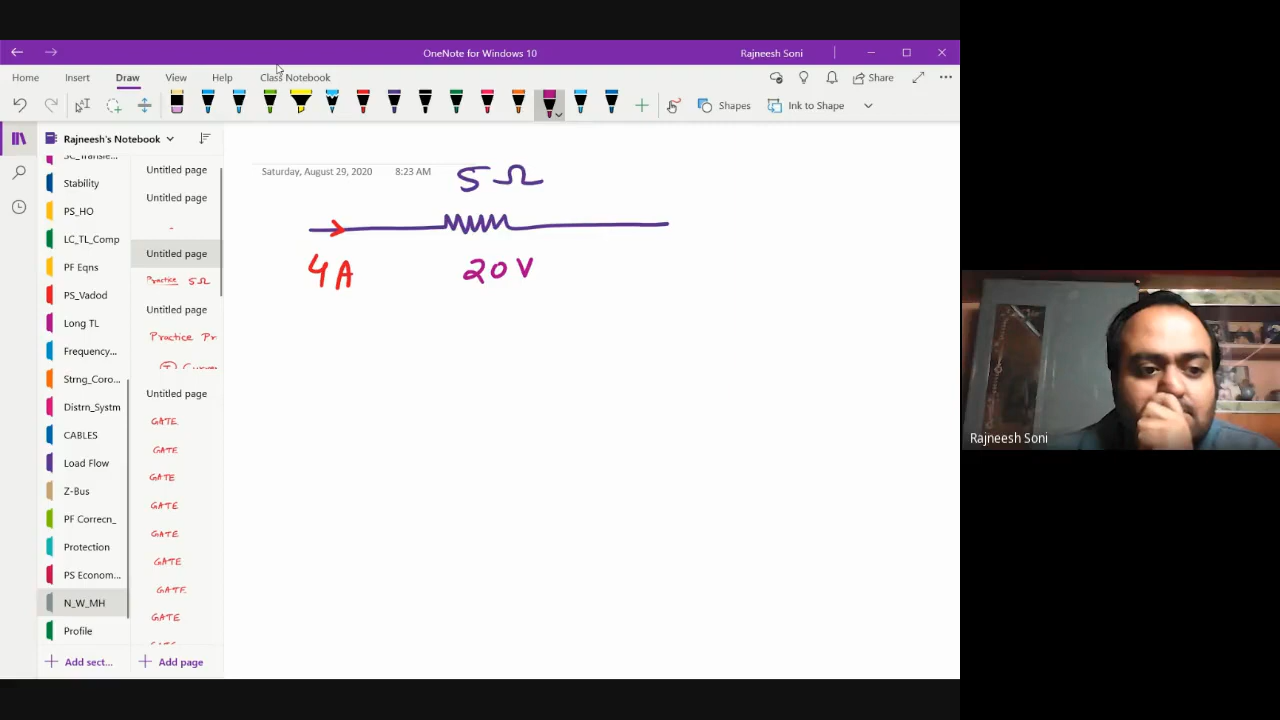 OneNote for Windows 10
Rajneesh Soni
Home Insert Draw View Help Class Notebook
Share
Shapes
Ink to Shape
Rajneesh's Notebook
Stability
PS_HO
LC_TL_Comp
PF Eqns
PS_Vadod
Long TL
Frequency...
Strng_Coro...
Distrn_Systm
CABLES
Load Flow
Z-Bus
PF Correcn_
Protection
PS Econom...
N_W_MH
Profile
Add sect...
Untitled page
Untitled page
Untitled page
Practice 5Ω
Untitled page
Practice Pr
Untitled page
GATE
GATE
GATE
GATE
GATE
GATE
GATE
GATE
Add page
Saturday, August 29, 2020 8:23 AM
5 Ω
4 A
20 V
Rajneesh Soni